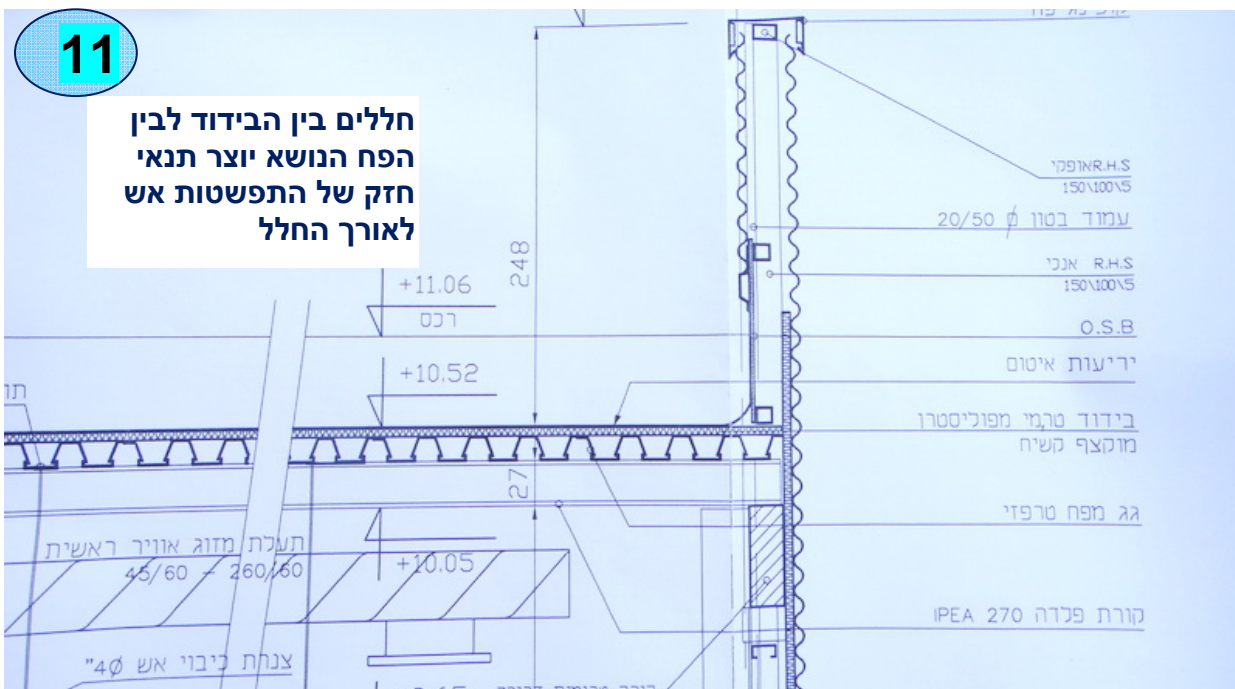 11
חללים בין הבידוד לבין
הפח הנושא יוצר תנאי
חזק של התפשטות אש
לאורך החלל
R.H.Sאופקי
150\100\5
עמוד בטון ⌀ 20/50
R.H.S אנכי
150\100\5
O.S.B
יריעות איטום
בידוד טרמי מפוליסטרן
מוקצף קשיח
גג מפח טרפזי
קורת פלדה IPEA 270
248
+11.06
רכס
+10.52
27
+10.05
תעלת מזוג אוויר ראשית
45/60 - 260/60
צנרת כיבוי אש 4⌀"